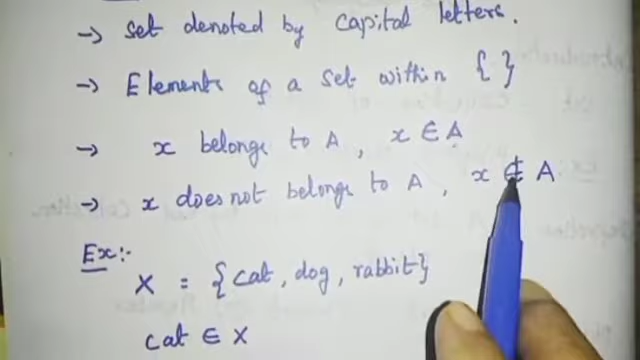 → Set denoted by capital letters.
→ Elements of a set within { }
→ x belongs to A, x ∈ A
→ x does not belongs to A, x ∉ A
Ex:-
X = {cat, dog, rabbit}
cat ∈ X